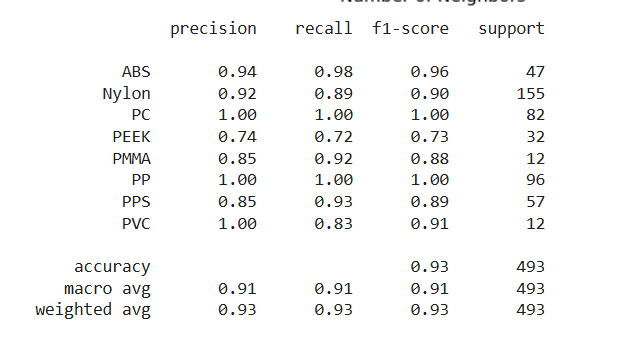 Number of Neighbors
precision recall f1-score support
ABS 0.94 0.98 0.96 47
Nylon 0.92 0.89 0.90 155
PC 1.00 1.00 1.00 82
PEEK 0.74 0.72 0.73 32
PMMA 0.85 0.92 0.88 12
PP 1.00 1.00 1.00 96
PPS 0.85 0.93 0.89 57
PVC 1.00 0.83 0.91 12
accuracy 0.93 493
macro avg 0.91 0.91 0.91 493
weighted avg 0.93 0.93 0.93 493